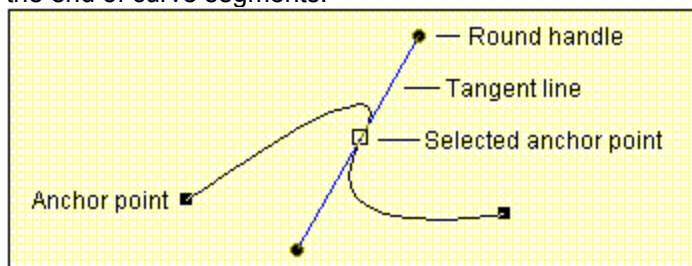 the end of curve segments.
Round handle
Tangent line
Selected anchor point
Anchor point